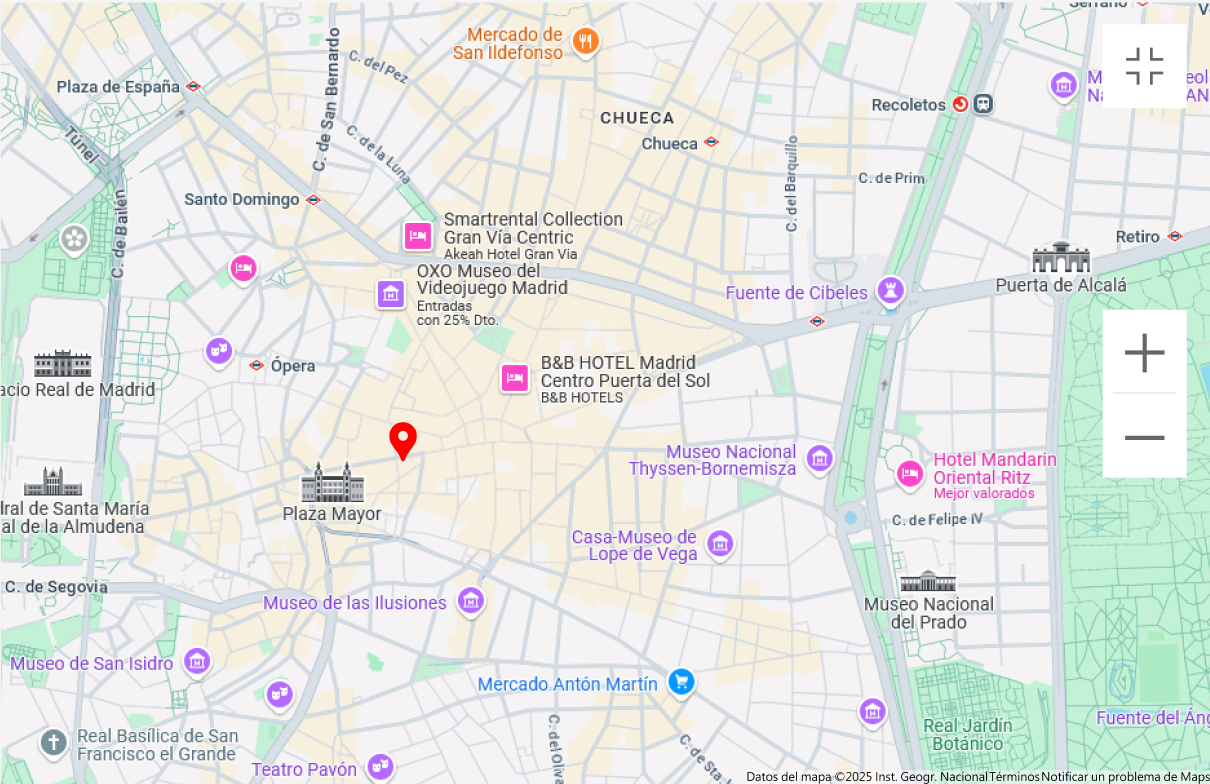 Serrano
Mercado de
San Ildefonso
C. del Pez
C. de San Bernardo
Plaza de España
Túnel
C. de la Luna
CHUECA
Chueca
Recoletos
C. del Barquillo
C. de Prim
Santo Domingo
C. de Bailén
Smartrental Collection
Gran Vía Centric
Akeah Hotel Gran Via
OXO Museo del
Videojuego Madrid
Entradas
con 25% Dto.
Retiro
Puerta de Alcalá
Fuente de Cibeles
Ópera
acio Real de Madrid
B&B HOTEL Madrid
Centro Puerta del Sol
B&B HOTELS
Museo Nacional
Thyssen-Bornemisza
Hotel Mandarin
Oriental Ritz
Mejor valorados
Plaza Mayor
dral de Santa María
al de la Almudena
C. de Felipe IV
Casa-Museo de
Lope de Vega
C. de Segovia
Museo de las Ilusiones
Museo Nacional
del Prado
Museo de San Isidro
Mercado Antón Martín
Real Basílica de San
Francisco el Grande
Teatro Pavón
C. del Oliv
C. de Sta. I
Real Jardín
Botánico
Fuente del Áng
Datos del mapa ©2025 Inst. Geogr. Nacional Términos Notificar un problema de Maps